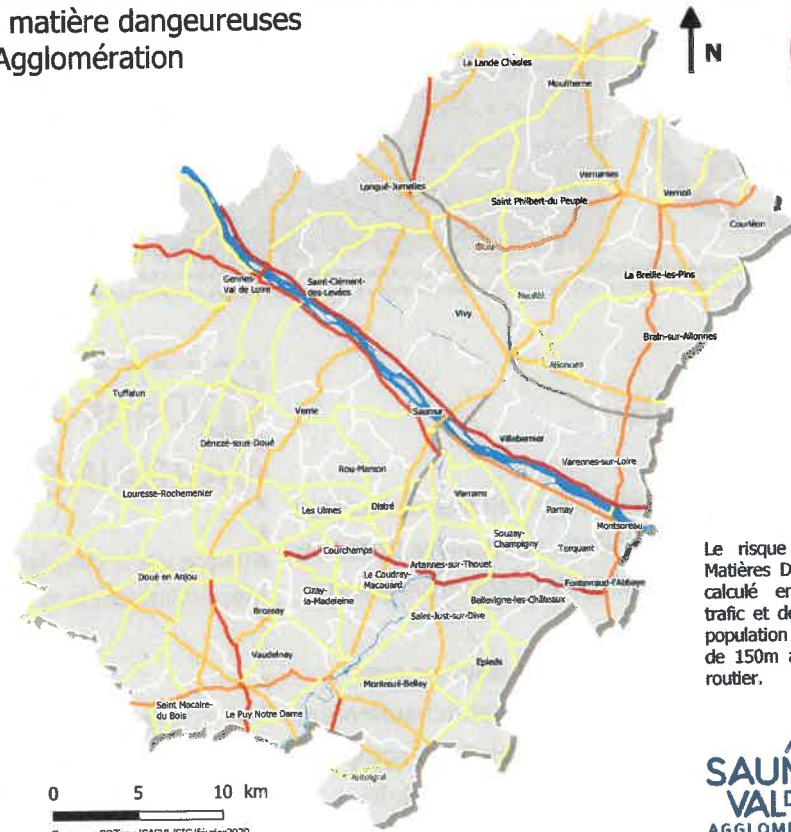 matière dangeureuses
Agglomération
N
La Lande Chasles
Mouliherne
Longué-Jumelles
Vernantes
Vernoil
Saint Philbert-du Peuple
Courléon
Blou
La Breille-les-Pins
Gennes
Val de Loire
Saint-Clément-
des-Levées
Neuillé
Vivy
Brain-sur-Allonnes
Allonnes
Tuffalun
Verrie
Saumur
Dénezé-sous-Doué
Villebernier
Rou-Marson
Varennes-sur-Loire
Louresse-Rochemenier
Varrains
Les Ulmes
Distré
Parnay
Montsoreau
Souzay-
Champigny
Turquant
Courchamps
Artannes-sur-Thouet
Doué en Anjou
Le Coudray-
Macouard
Fontevraud-l'Abbaye
Cizay-
la-Madeleine
Bellevigne-les-Châteaux
Brossay
Saint-Just-sur-Dive
Vaudelnay
Epieds
Montreuil-Bellay
Saint Macaire-
du Bois
Le Puy Notre Dame
Antoigné
Le risque
Matières D
calculé en
trafic et de
population
de 150m a
routier.
0 5 10 km
SAUM
VAL D
AGGLOM